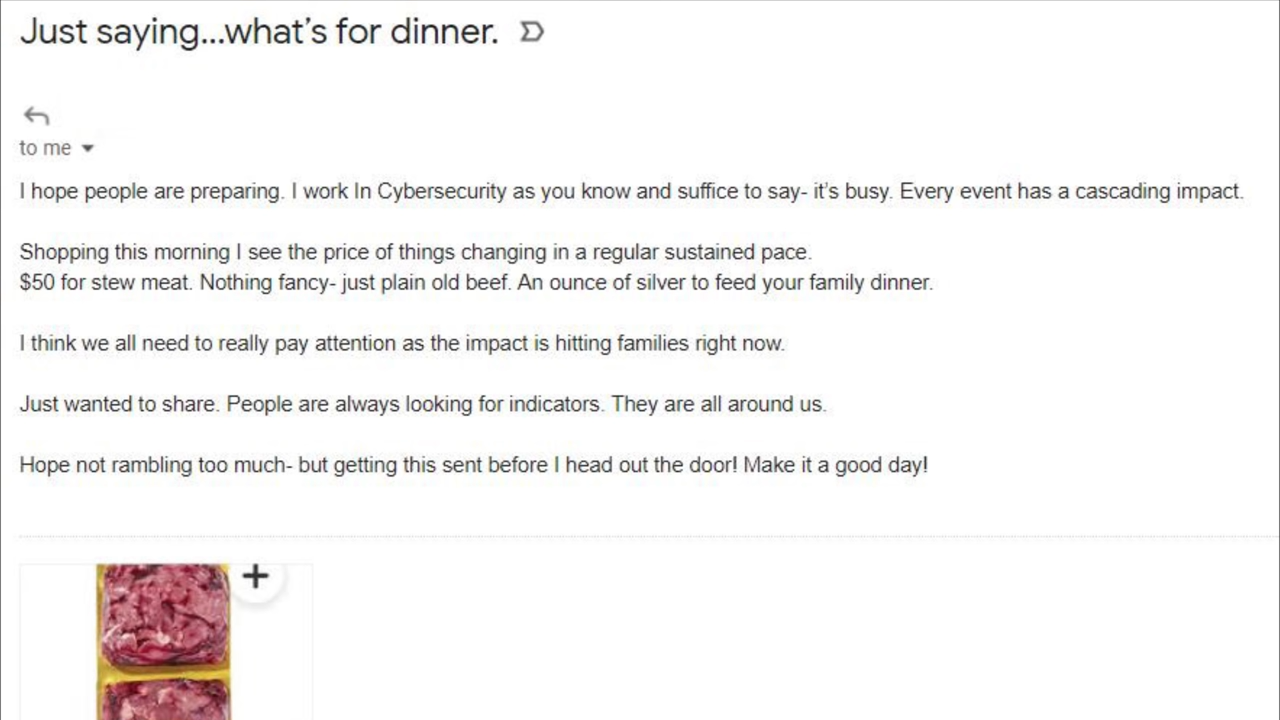 Just saying...what's for dinner.
to me
I hope people are preparing. I work In Cybersecurity as you know and suffice to say- it's busy. Every event has a cascading impact.
Shopping this morning I see the price of things changing in a regular sustained pace.
$50 for stew meat. Nothing fancy- just plain old beef. An ounce of silver to feed your family dinner.
I think we all need to really pay attention as the impact is hitting families right now.
Just wanted to share. People are always looking for indicators. They are all around us.
Hope not rambling too much- but getting this sent before I head out the door! Make it a good day!